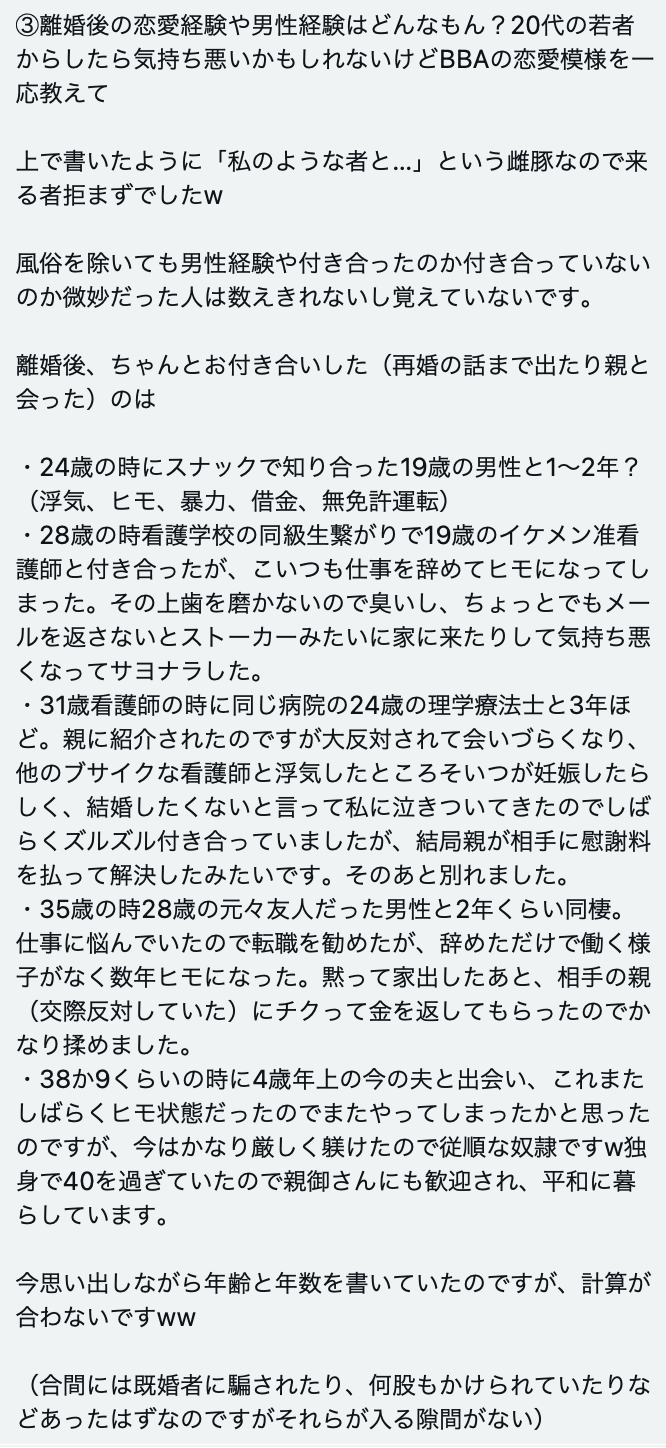 ③離婚後の恋愛経験や男性経験はどんなもん？20代の若者
からしたら気持ち悪いかもしれないけどBBAの恋愛模様を一
応教えて
上で書いたように「私のような者と…」という雌豚なので来
る者拒まずでしたw
風俗を除いても男性経験や付き合ったのか付き合っていない
のか微妙だった人は数えきれないし覚えていないです。
離婚後、ちゃんとお付き合いした（再婚の話まで出たり親と
会った）のは
・24歳の時にスナックで知り合った19歳の男性と1〜2年？
（浮気、ヒモ、暴力、借金、無免許運転）
・28歳の時看護学校の同級生繋がりで19歳のイケメン准看
護師と付き合ったが、こいつも仕事を辞めてヒモになってし
まった。その上歯を磨かないので臭いし、ちょっとでもメー
ルを返さないとストーカーみたいに家に来たりして気持ち悪
くなってサヨナラした。
・31歳看護師の時に同じ病院の24歳の理学療法士と3年ほ
ど。親に紹介されたのですが大反対されて会いづらくなり、
他のブサイクな看護師と浮気したところそいつが妊娠したら
しく、結婚したくないと言って私に泣きついてきたのでしば
らくズルズル付き合っていましたが、結局親が相手に慰謝料
を払って解決したみたいです。そのあと別れました。
・35歳の時28歳の元々友人だった男性と2年くらい同棲。
仕事に悩んでいたので転職を勧めたが、辞めただけで働く様
子がなく数年ヒモになった。黙って家出したあと、相手の親
（交際反対していた）にチクって金を返してもらったのでか
なり揉めました。
・38か9くらいの時に4歳年上の今の夫と出会い、これまた
しばらくヒモ状態だったのでまたやってしまったかと思った
のですが、今はかなり厳しく躾けたので従順な奴隷ですw独
身で40を過ぎていたので親御さんにも歓迎され、平和に暮
らしています。
今思い出しながら年齢と年数を書いていたのですが、計算が
合わないですww
（合間には既婚者に騙されたり、何股もかけられていたりな
どあったはずなのですがそれらが入る隙間がない）